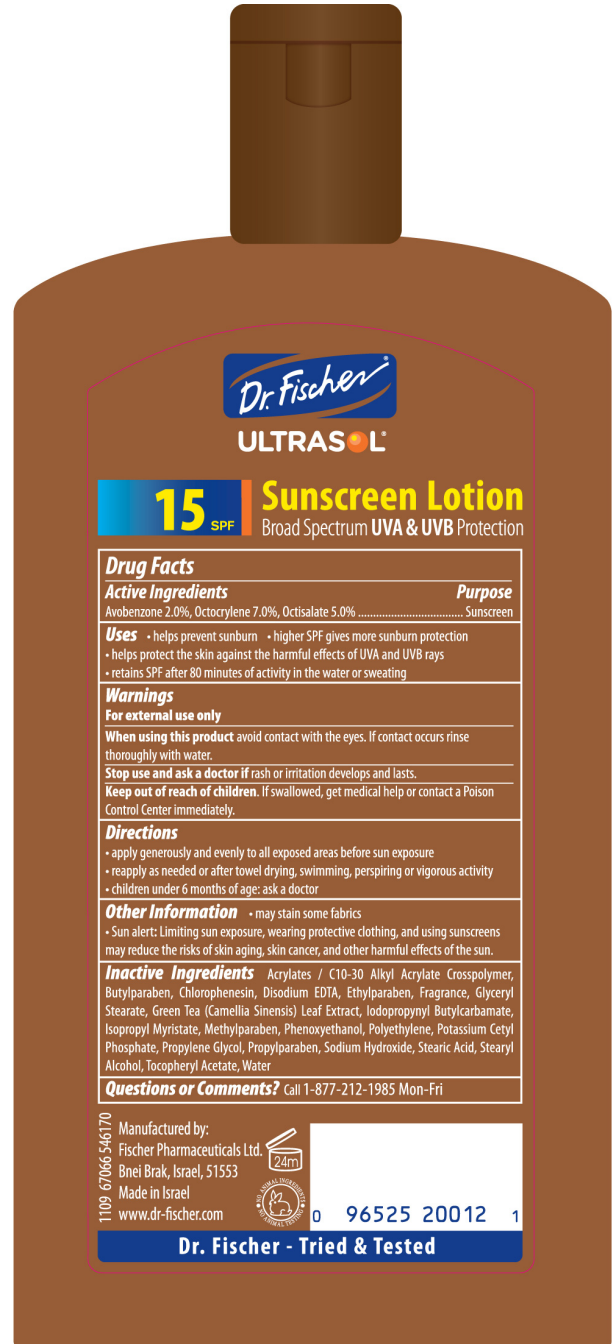 Dr. Fischer®
ULTRASOL®
15 SPF
Sunscreen Lotion
Broad Spectrum UVA & UVB Protection
Drug Facts
Active Ingredients Purpose
Avobenzone 2.0%, Octocrylene 7.0%, Octisalate 5.0% .................................. Sunscreen
Uses • helps prevent sunburn • higher SPF gives more sunburn protection
• helps protect the skin against the harmful effects of UVA and UVB rays
• retains SPF after 80 minutes of activity in the water or sweating
Warnings
For external use only
When using this product avoid contact with the eyes. If contact occurs rinse
thoroughly with water.
Stop use and ask a doctor if rash or irritation develops and lasts.
Keep out of reach of children. If swallowed, get medical help or contact a Poison
Control Center immediately.
Directions
• apply generously and evenly to all exposed areas before sun exposure
• reapply as needed or after towel drying, swimming, perspiring or vigorous activity
• children under 6 months of age: ask a doctor
Other Information • may stain some fabrics
• Sun alert: Limiting sun exposure, wearing protective clothing, and using sunscreens
may reduce the risks of skin aging, skin cancer, and other harmful effects of the sun.
Inactive Ingredients Acrylates / C10-30 Alkyl Acrylate Crosspolymer,
Butylparaben, Chlorophenesin, Disodium EDTA, Ethylparaben, Fragrance, Glyceryl
Stearate, Green Tea (Camellia Sinensis) Leaf Extract, Iodopropynyl Butylcarbamate,
Isopropyl Myristate, Methylparaben, Phenoxyethanol, Polyethylene, Potassium Cetyl
Phosphate, Propylene Glycol, Propylparaben, Sodium Hydroxide, Stearic Acid, Stearyl
Alcohol, Tocopheryl Acetate, Water
Questions or Comments? Call 1-877-212-1985 Mon-Fri
1109 67066 546170
Manufactured by:
Fischer Pharmaceuticals Ltd.
Bnei Brak, Israel, 51553
Made in Israel
www.dr-fischer.com
24m
NO ANIMAL INGREDIENTS
NO ANIMAL TESTING
0 96525 20012 1
Dr. Fischer - Tried & Tested